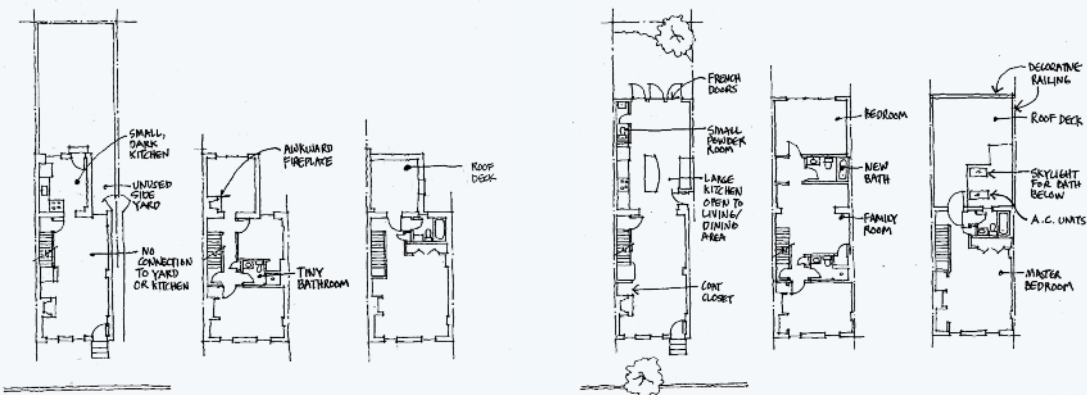 SMALL,
DARK
KITCHEN
UNUSED
SIDE
YARD
NO
CONNECTION
TO YARD
OR KITCHEN
AWKWARD
FIREPLATE
TINY
BATHROOM
ROOF
DECK
FRENCH
DOORS
SMALL
POWDER
ROOM
LARGE
KITCHEN
OPEN TO
LIVING/
DINING
AREA
COAT
CLOSET
BEDROOM
NEW
BATH
FAMILY
ROOM
DECORATIVE
RAILING
ROOF DECK
SKYLIGHT
FOR BATH
BELOW
A.C. UNITS
MASTER
BEDROOM